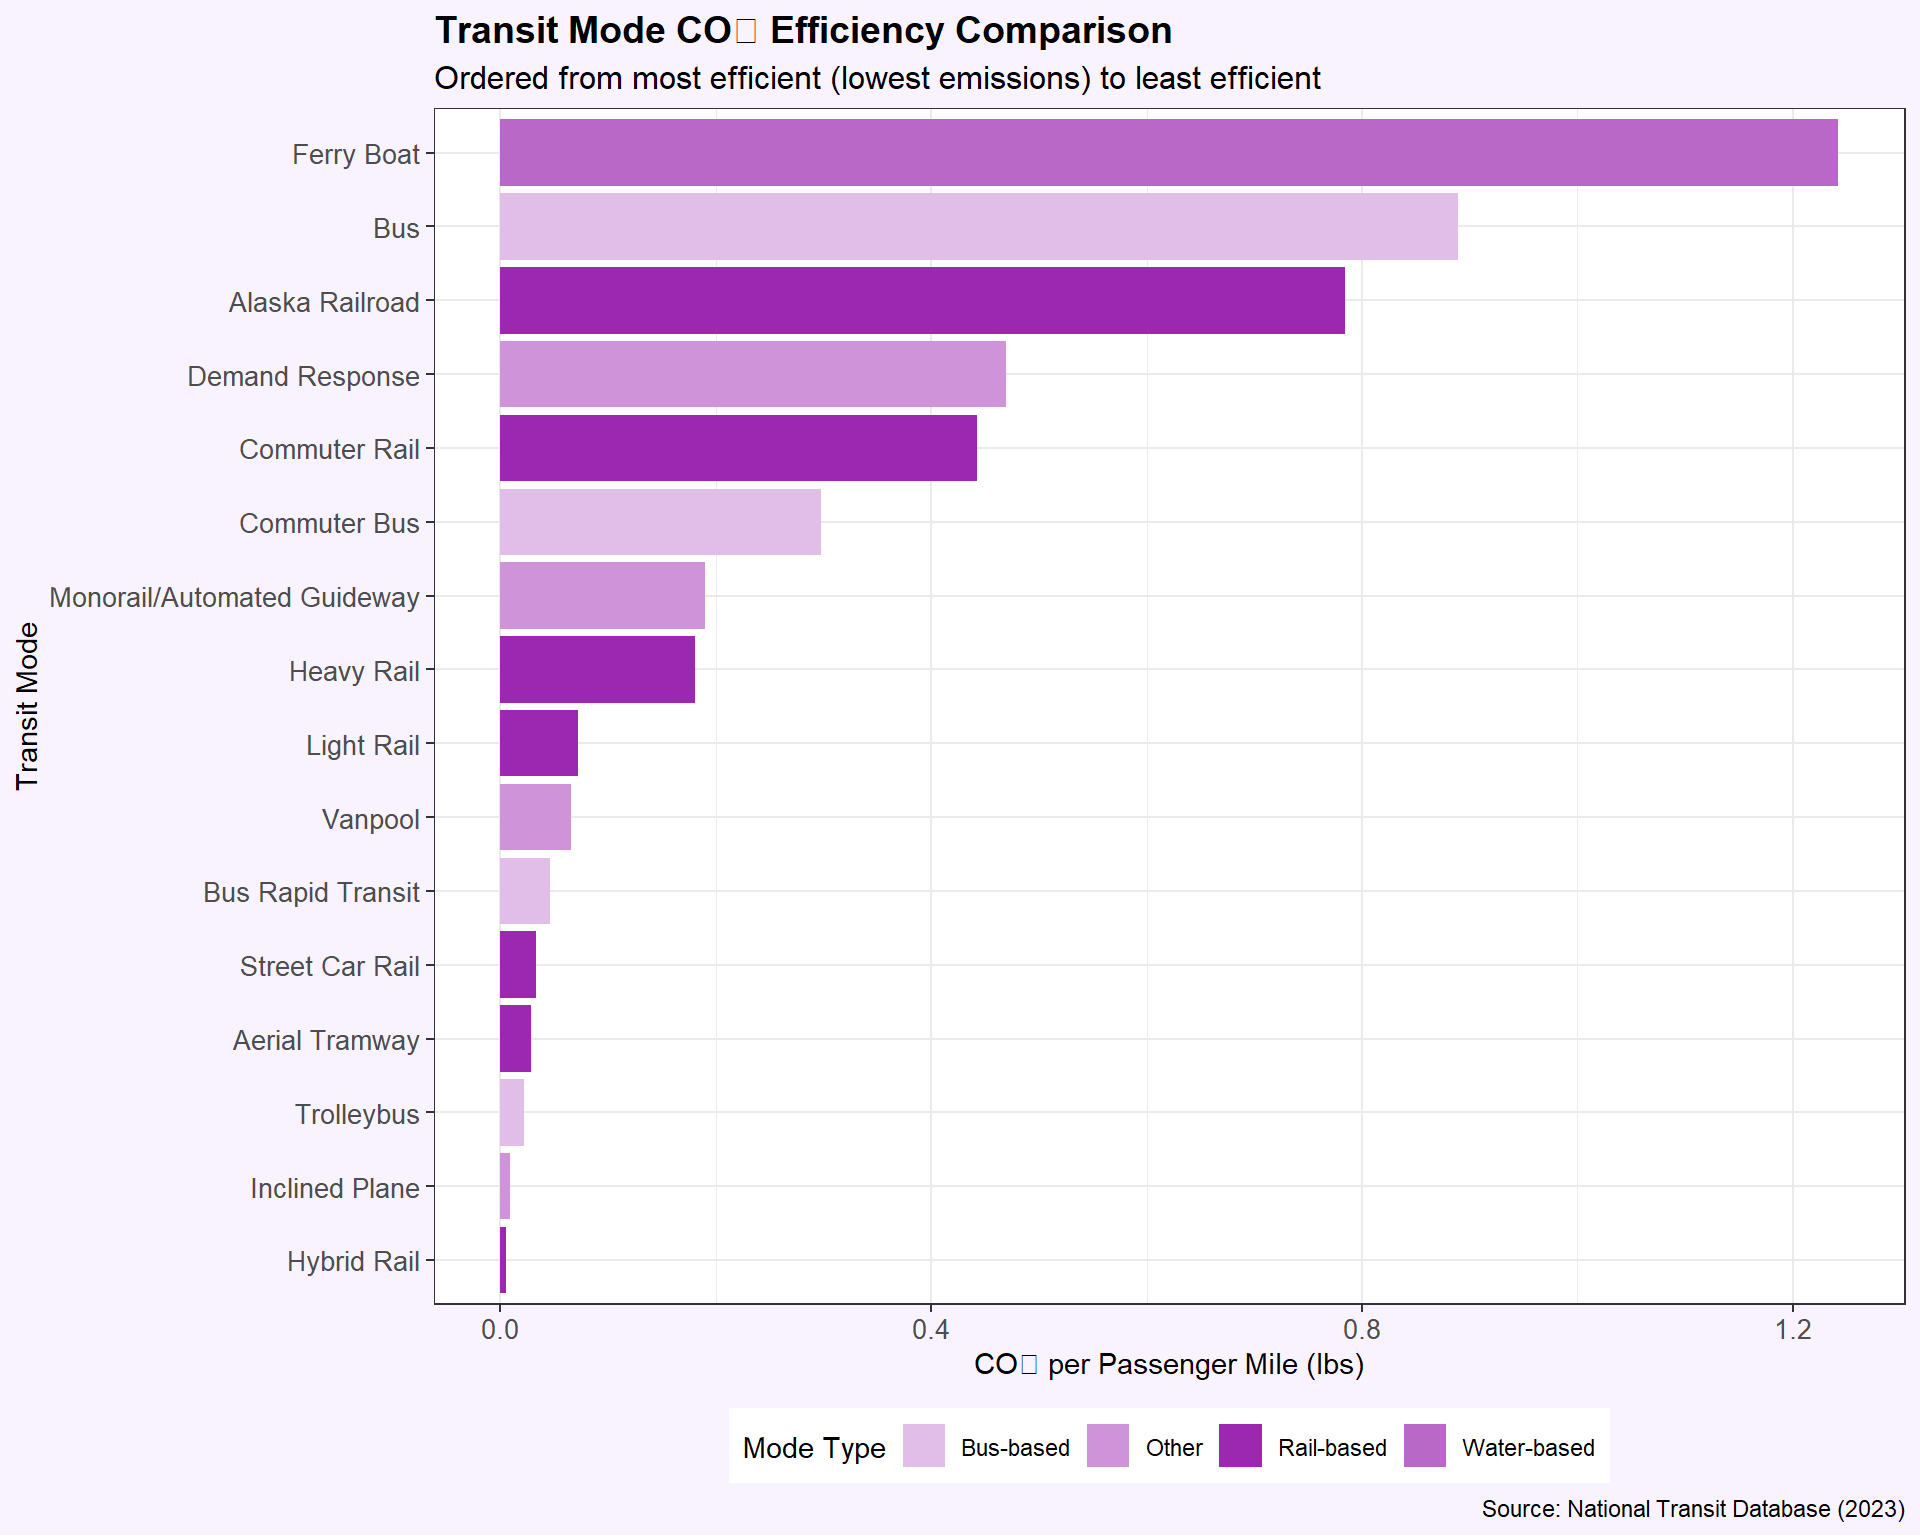 Transit Mode CO□ Efficiency Comparison
Ordered from most efficient (lowest emissions) to least efficient
Ferry Boat
Bus
Alaska Railroad
Demand Response
Commuter Rail
Commuter Bus
Monorail/Automated Guideway
Heavy Rail
Light Rail
Vanpool
Bus Rapid Transit
Street Car Rail
Aerial Tramway
Trolleybus
Inclined Plane
Hybrid Rail
Transit Mode
0.0 0.4 0.8 1.2
CO□ per Passenger Mile (lbs)
Mode Type Bus-based Other Rail-based Water-based
Source: National Transit Database (2023)